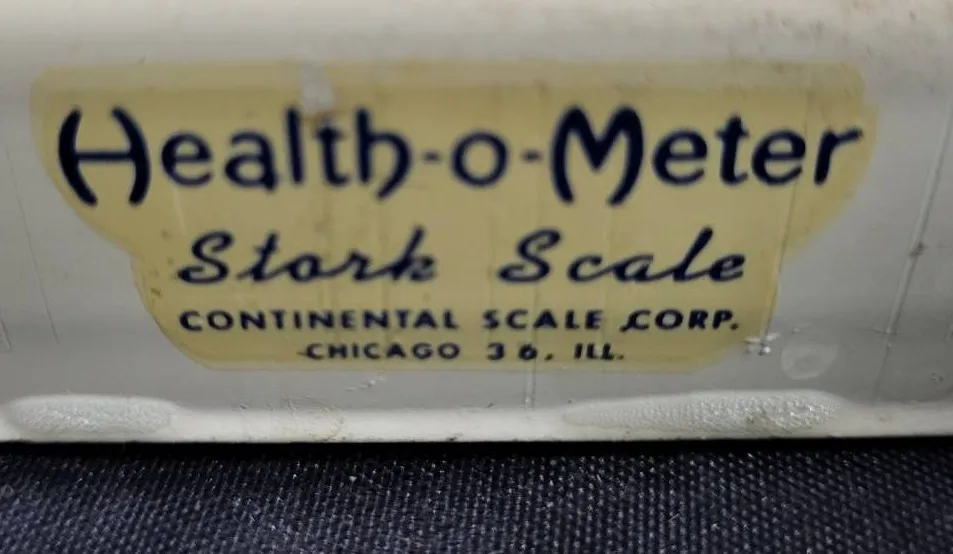 Health-o-Meter
Stork Scale
CONTINENTAL SCALE CORP.
CHICAGO 36, ILL.